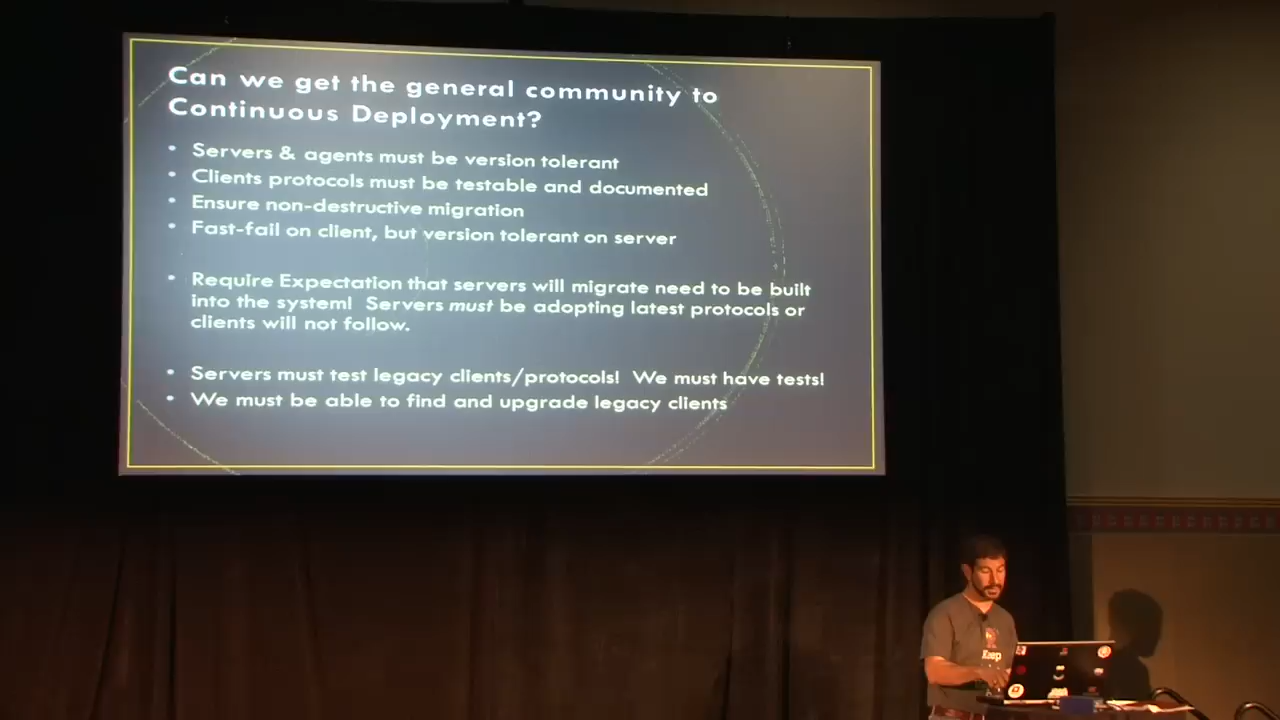 Can we get the general community to
Continuous Deployment?
• Servers & agents must be version tolerant
• Clients protocols must be testable and documented
• Ensure non-destructive migration
• Fast-fail on client, but version tolerant on server
• Require Expectation that servers will migrate need to be built
into the system! Servers must be adopting latest protocols or
clients will not follow.
• Servers must test legacy clients/protocols! We must have tests!
• We must be able to find and upgrade legacy clients
Keep